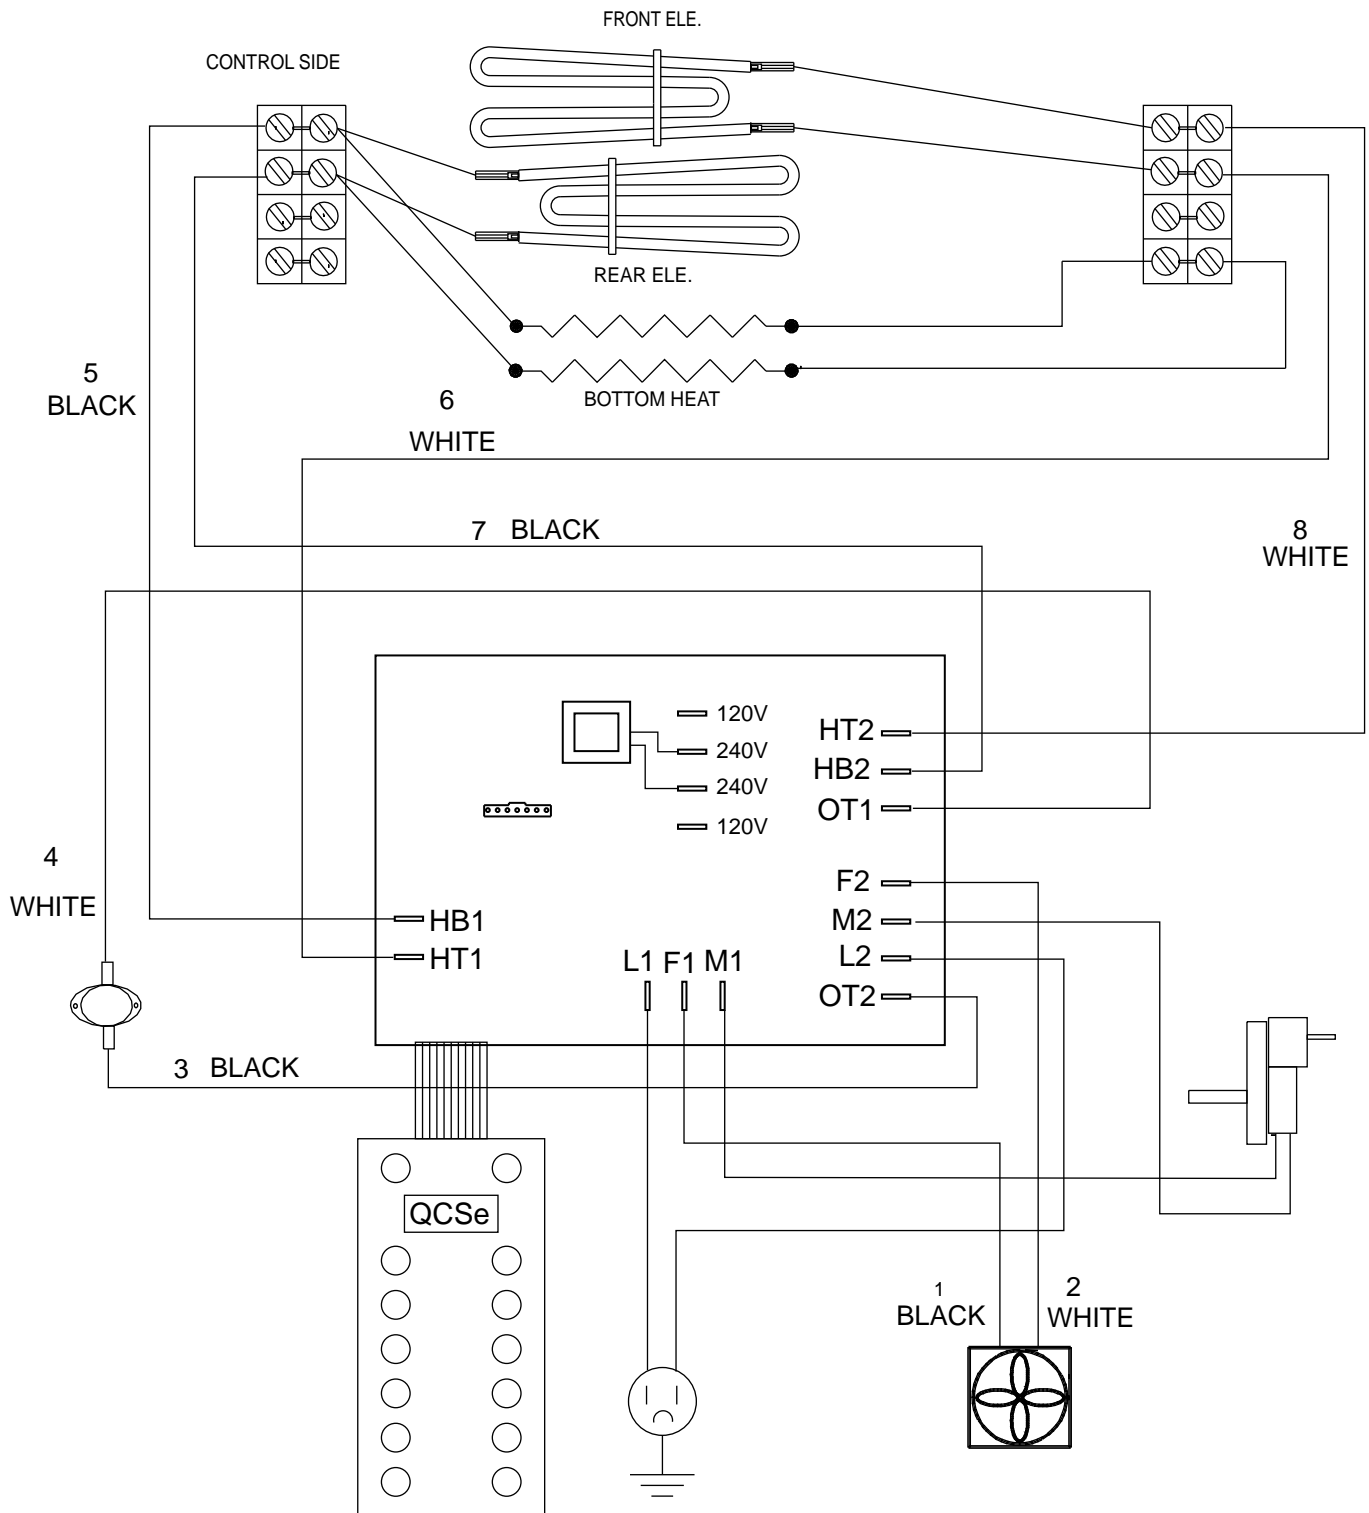 FRONT ELE.
CONTROL SIDE
REAR ELE.
BOTTOM HEAT
5
BLACK
6
WHITE
7 BLACK
8
WHITE
120V
240V
240V
120V
HT2
HB2
OT1
4
WHITE
F2
M2
L2
OT2
HB1
HT1
L1 F1 M1
3 BLACK
QCSe
1
BLACK
2
WHITE